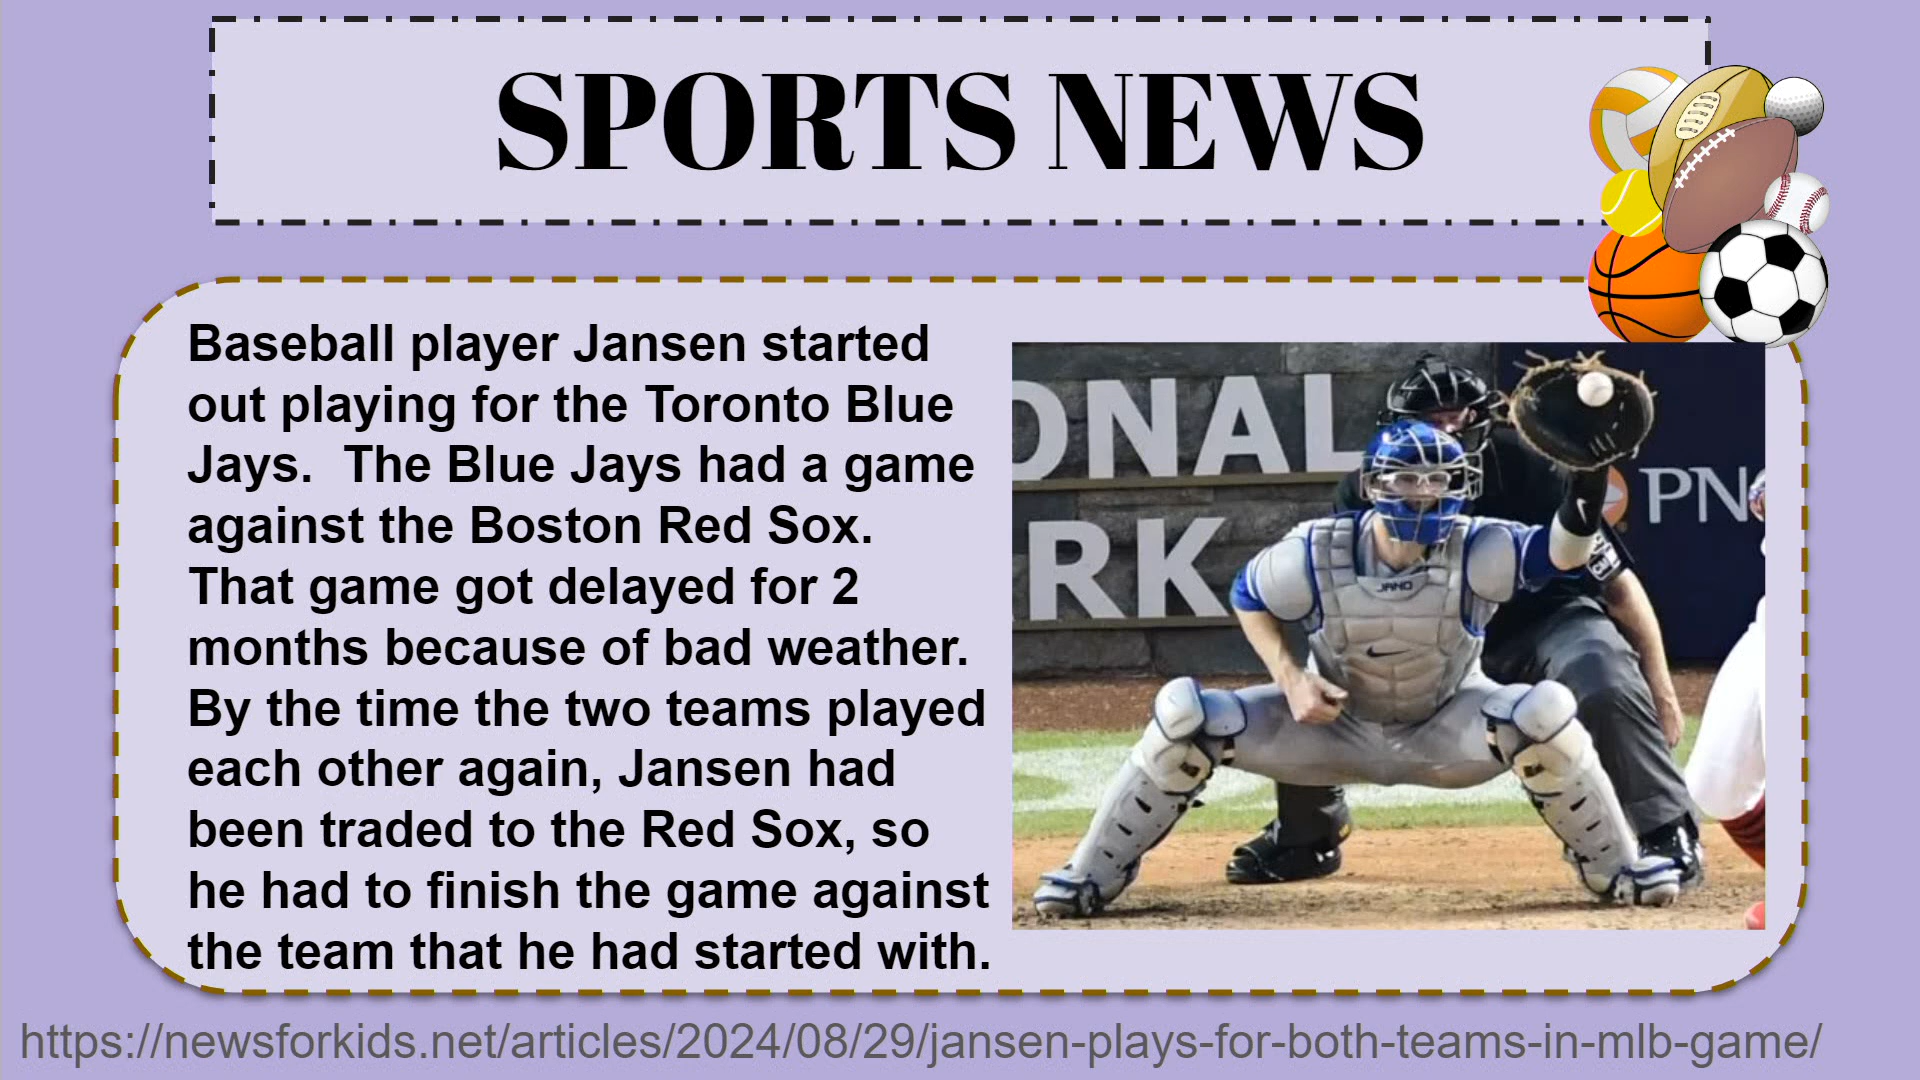 SPORTS NEWS
Baseball player Jansen started
out playing for the Toronto Blue
Jays.  The Blue Jays had a game
against the Boston Red Sox.
That game got delayed for 2
months because of bad weather.
By the time the two teams played
each other again, Jansen had
been traded to the Red Sox, so
he had to finish the game against
the team that he had started with.
ONAL
RK
PN
JANO
https://newsforkids.net/articles/2024/08/29/jansen-plays-for-both-teams-in-mlb-game/